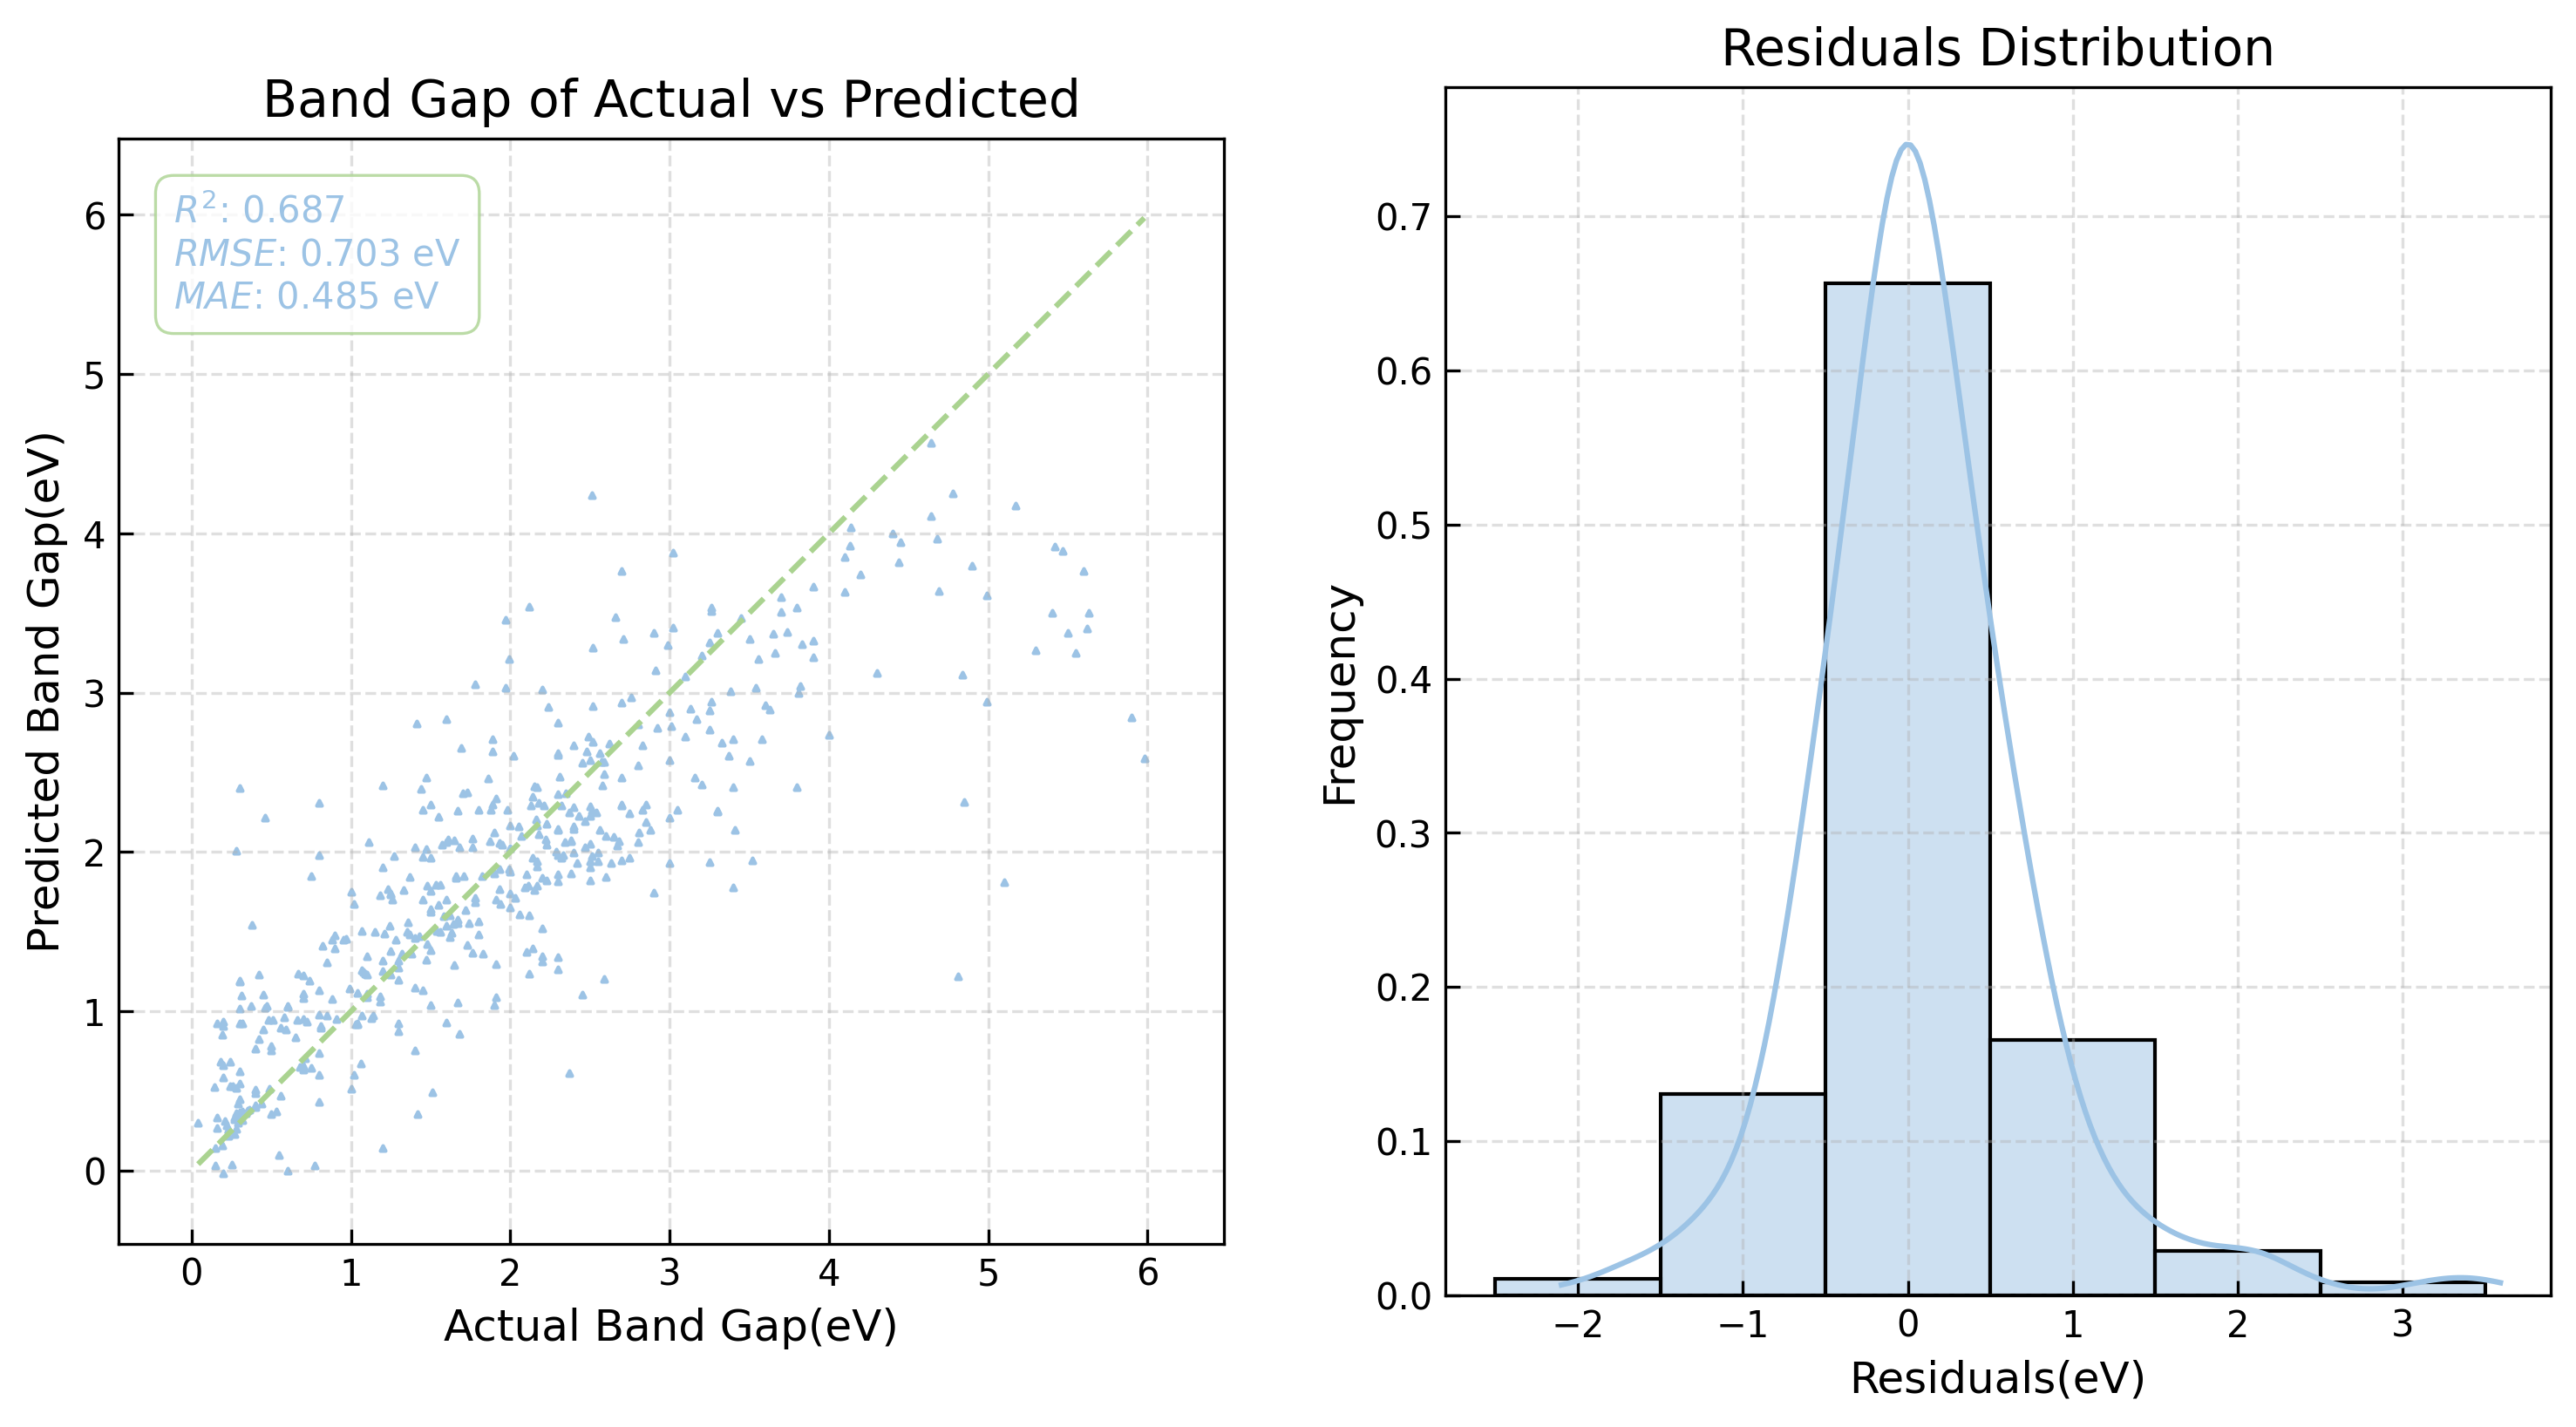 Band Gap of Actual vs Predicted
R²: 0.687
RMSE: 0.703 eV
MAE: 0.485 eV
Predicted Band Gap(eV)
6
5
4
3
2
1
0
0 1 2 3 4 5 6
Actual Band Gap(eV)
Residuals Distribution
Frequency
0.7
0.6
0.5
0.4
0.3
0.2
0.1
0.0
−2 −1 0 1 2 3
Residuals(eV)